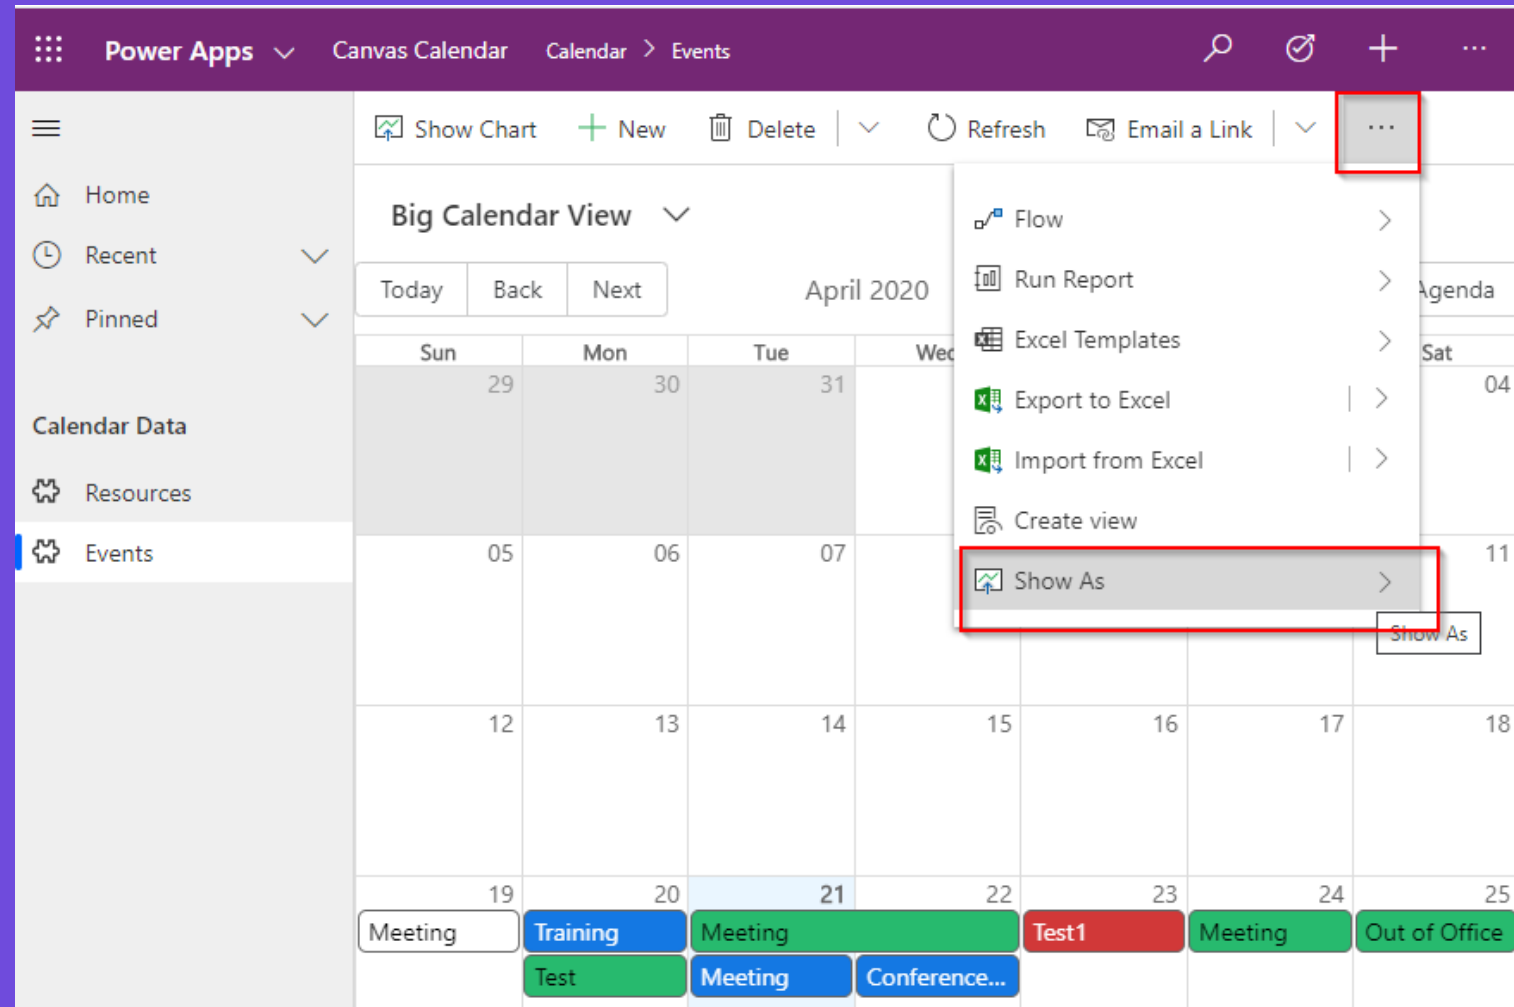 Power Apps Canvas Calendar Calendar > Events
Show Chart New Delete Refresh Email a Link
Home
Recent
Pinned
Calendar Data
Resources
Events
Big Calendar View
Today Back Next April 2020 Agenda
Flow
Run Report
Excel Templates
Export to Excel
Import from Excel
Create view
Show As
Show As
Sun Mon Tue Wed Sat
29 30 31 04
05 06 07 11
12 13 14 15 16 17 18
19 20 21 22 23 24 25
Meeting Training Meeting Test1 Meeting Out of Office
Test Meeting Conference...